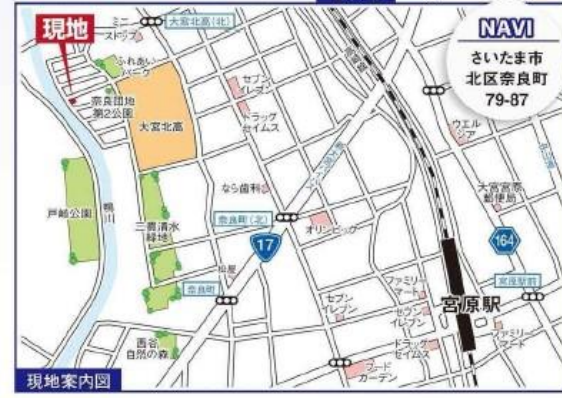 現地
ミニ
ストップ
大宮北高(北)
NAVI
さいたま市
北区奈良町
79-87
ふれあい
パーク
奈良団地
第2公園
大宮北高
セブン
イレブン
ドラッグ
セイムス
ウエル
シア
なら歯科
大宮宮原
郵便局
戸崎公園
鴨川
三貫清水
緑地
奈良町(北)
オリンピック
17
164
松屋
奈良町
宮原駅前
ファミリー
マート
宮原駅
セブン
イレブン
セブン
イレブン
ドラッグ
セイムス
ファミリー
マート
西谷
自然の森
フード
ガーデン
現地案内図